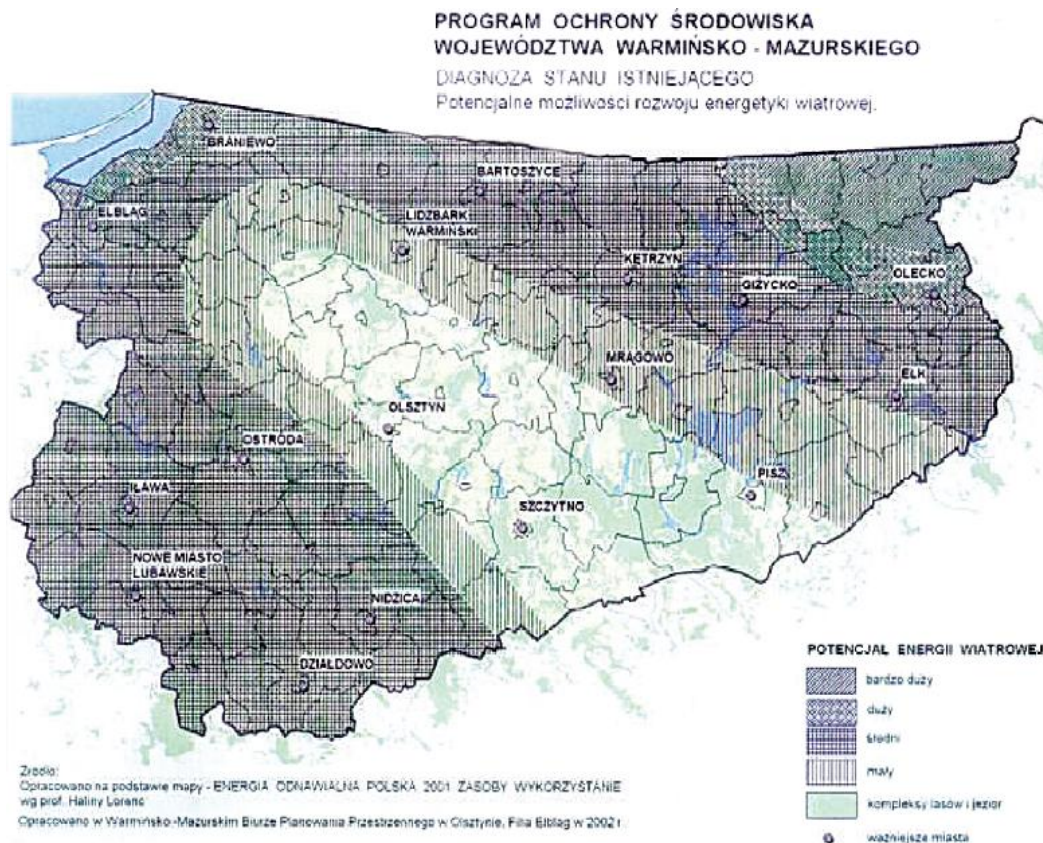 PROGRAM OCHRONY ŚRODOWISKA
WOJEWÓDZTWA WARMIŃSKO - MAZURSKIEGO
DIAGNOZA STANU ISTNIEJĄCEGO
Potencjalne możliwości rozwoju energetyki wiatrowej.
BRANIEWO
BARTOSZYCE
ELBLĄG
LIDZBARK
WARMIŃSKI
KĘTRZYN
GIŻYCKO
OLECKO
MRĄGOWO
EŁK
OLSZTYN
OSTRÓDA
PISZ
IŁAWA
SZCZYTNO
NOWE MIASTO
LUBAWSKIE
NIDZICA
DZIAŁDOWO
POTENCJAŁ ENERGII WIATROWEJ
bardzo duży
duży
średni
mały
kompleksy lasów i jezior
ważniejsze miasta
Źródło:
Opracowano na podstawie mapy - ENERGIA ODNAWIALNA POLSKA 2001 ZASOBY WYKORZYSTANIE
wg prof. Haliny Lorenc
Opracowano w Warmińsko-Mazurskim Biurze Planowania Przestrzennego w Olsztynie, Filia Elbląg w 2002 r.